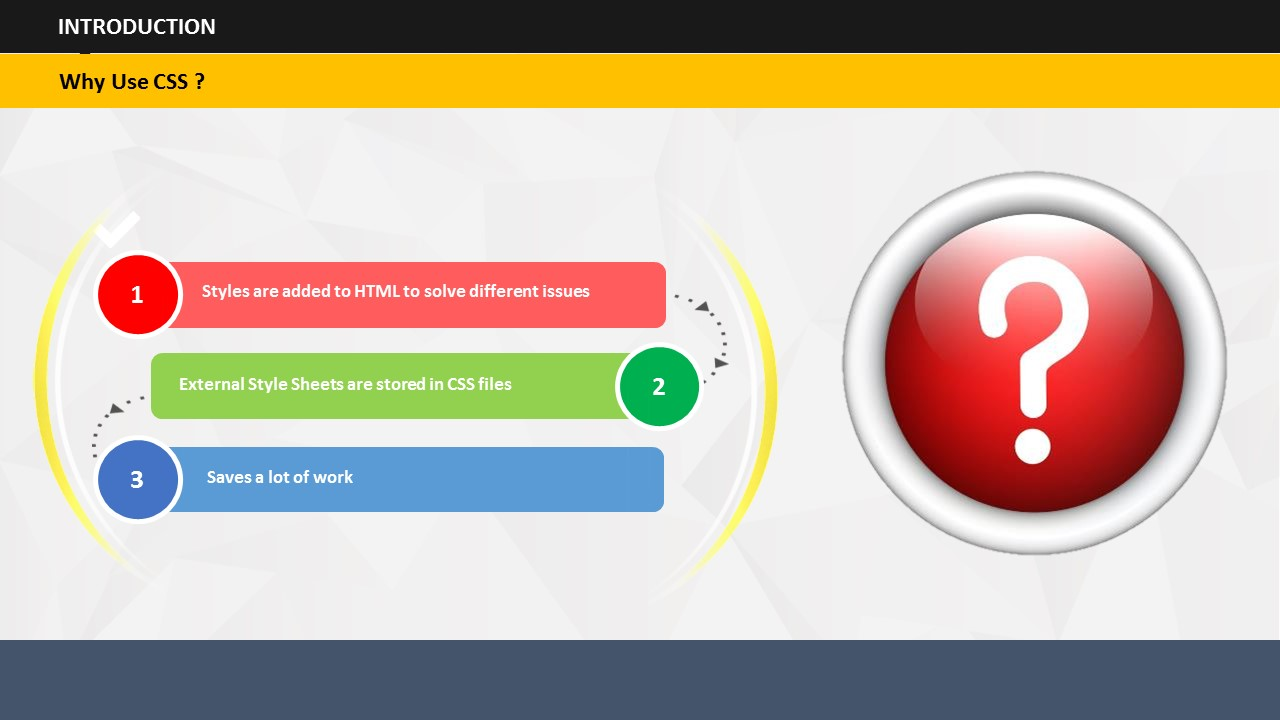 INTRODUCTION
Why Use CSS ?
1
Styles are added to HTML to solve different issues
External Style Sheets are stored in CSS files
2
3
Saves a lot of work
?